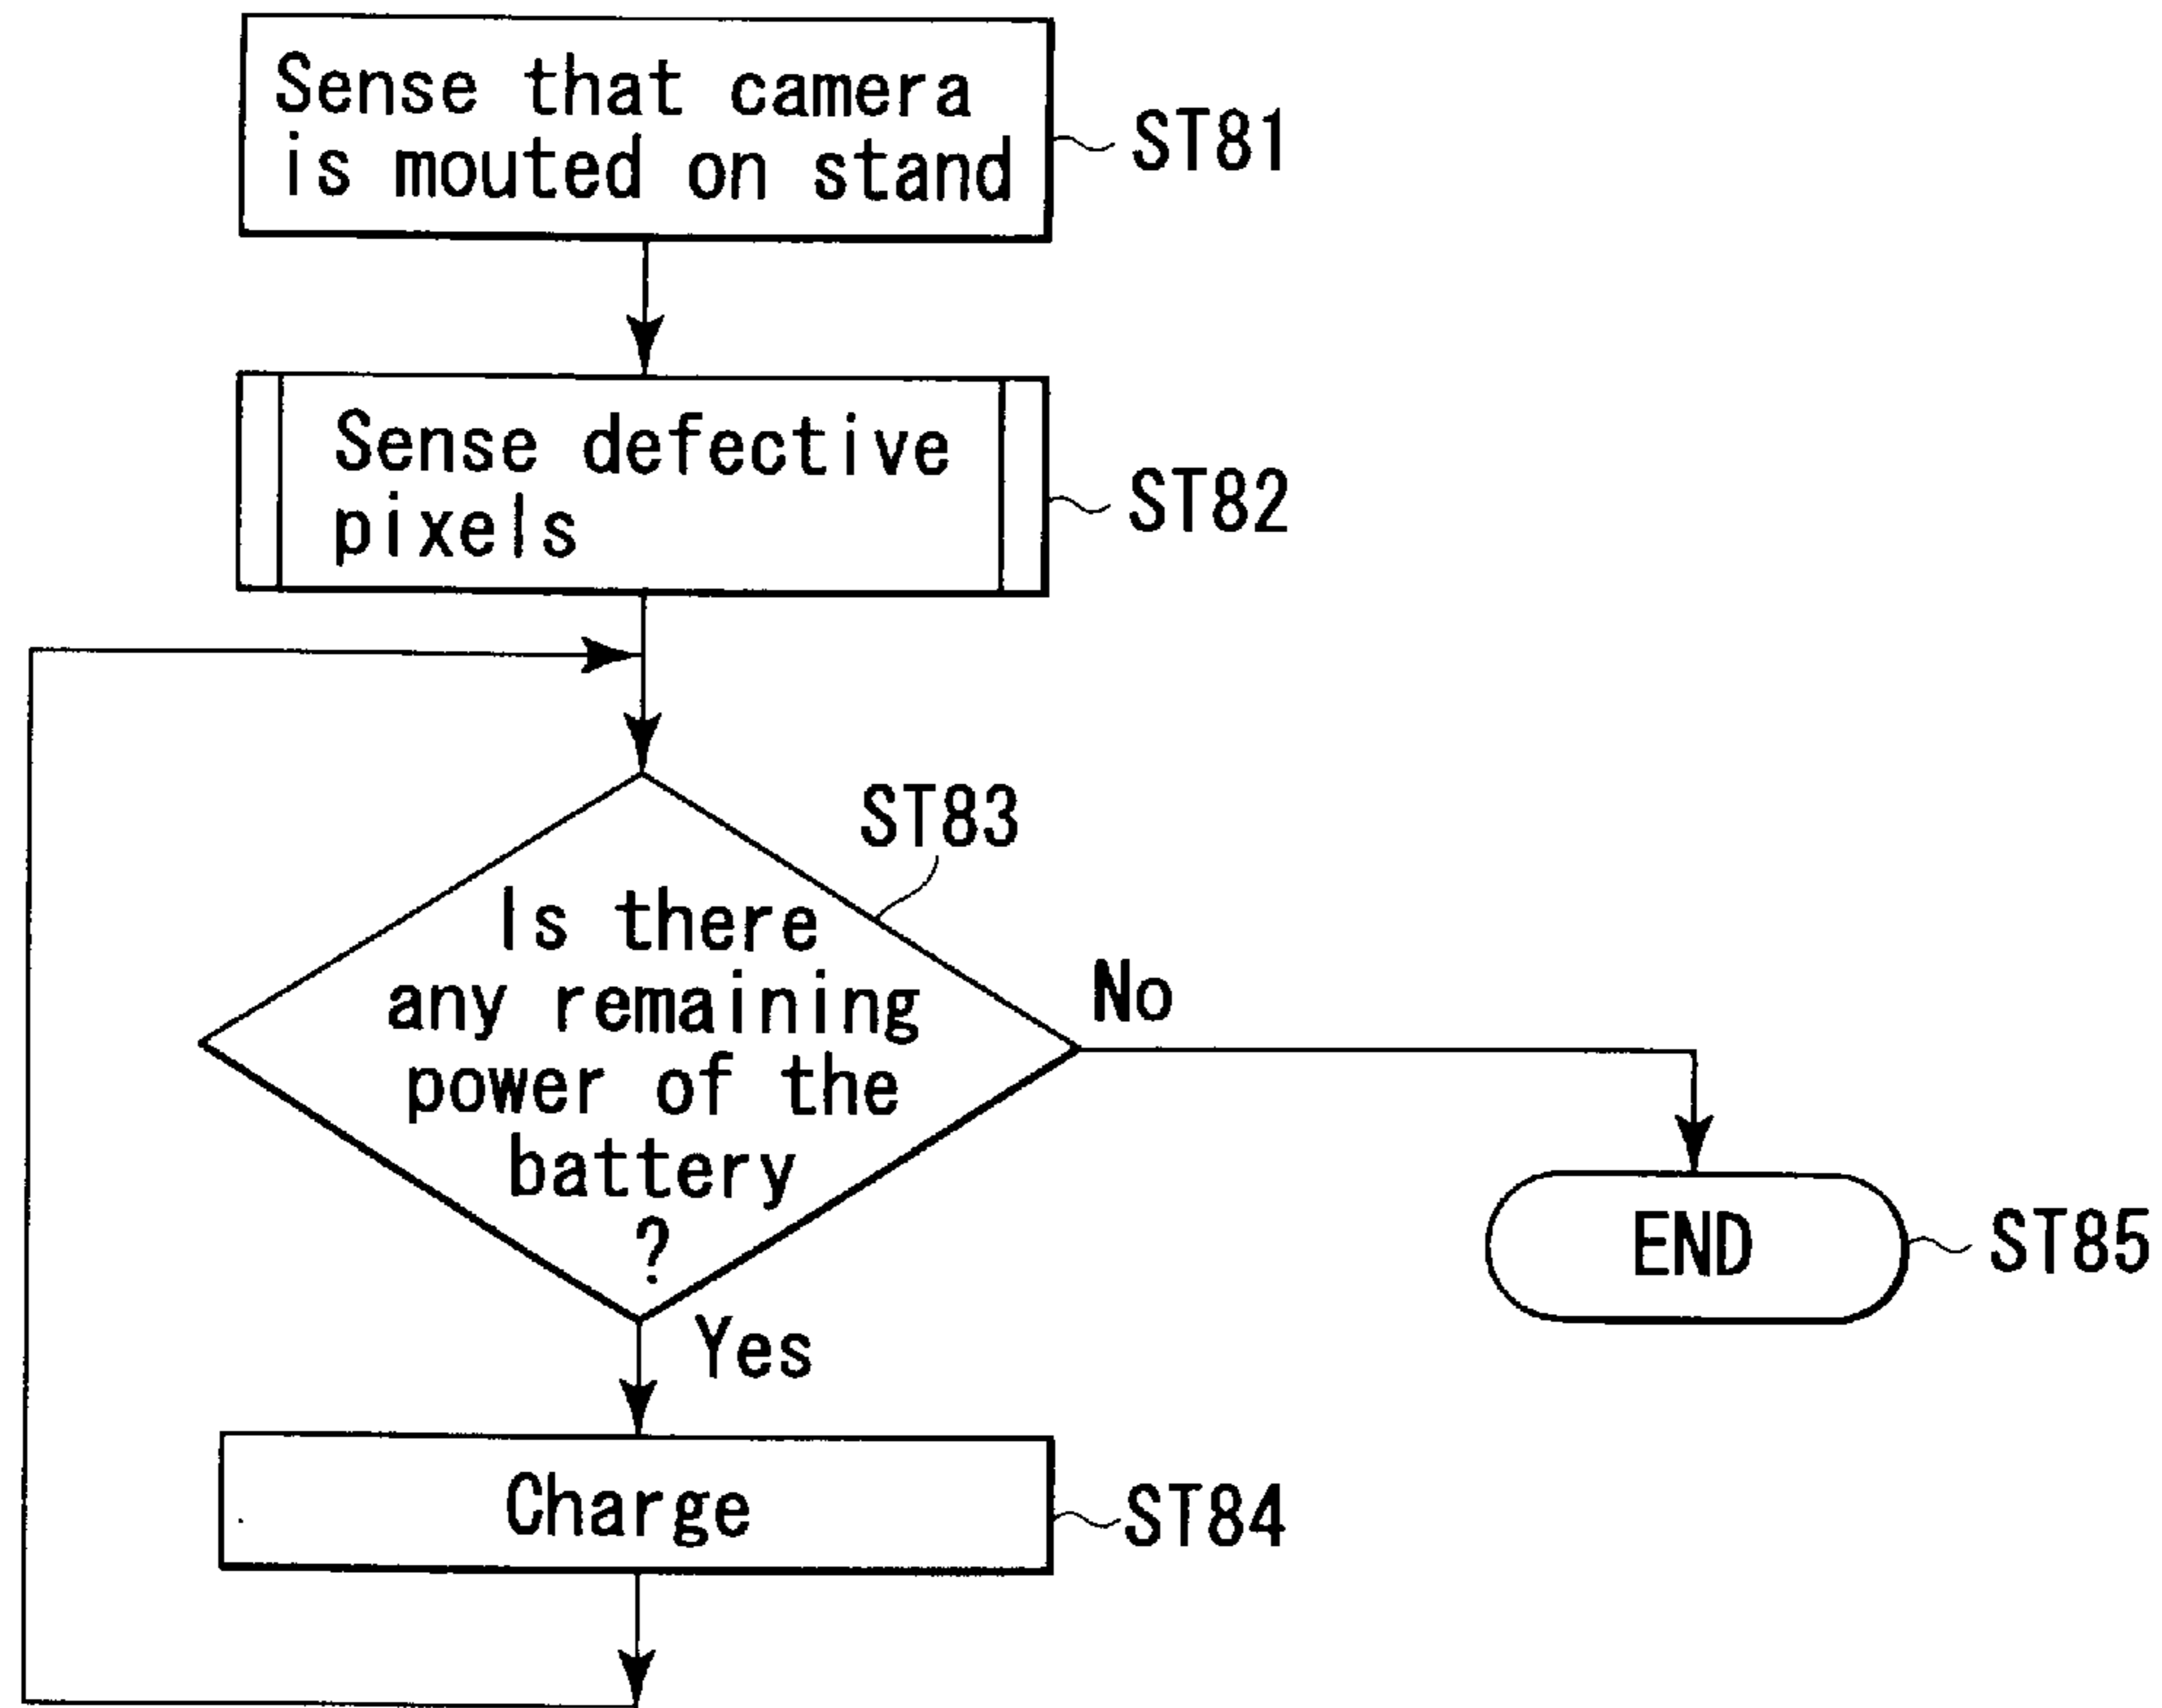 Sense that camera
is mouted on stand
ST81
Sense defective
pixels
ST82
ST83
Is there
any remaining
power of the
battery
?
No
Yes
END
ST85
Charge
ST84